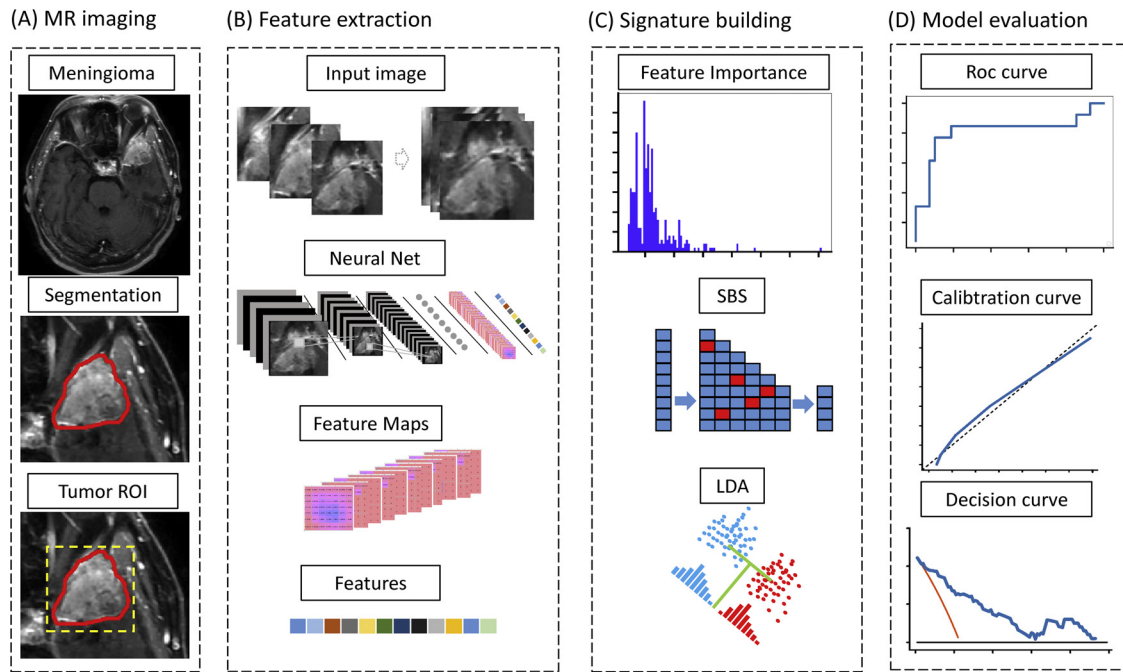 (A) MR imaging
Meningioma
Segmentation
Tumor ROI
(B) Feature extraction
Input image
Neural Net
Feature Maps
Features
(C) Signature building
Feature Importance
SBS
LDA
(D) Model evaluation
Roc curve
Calibtration curve
Decision curve